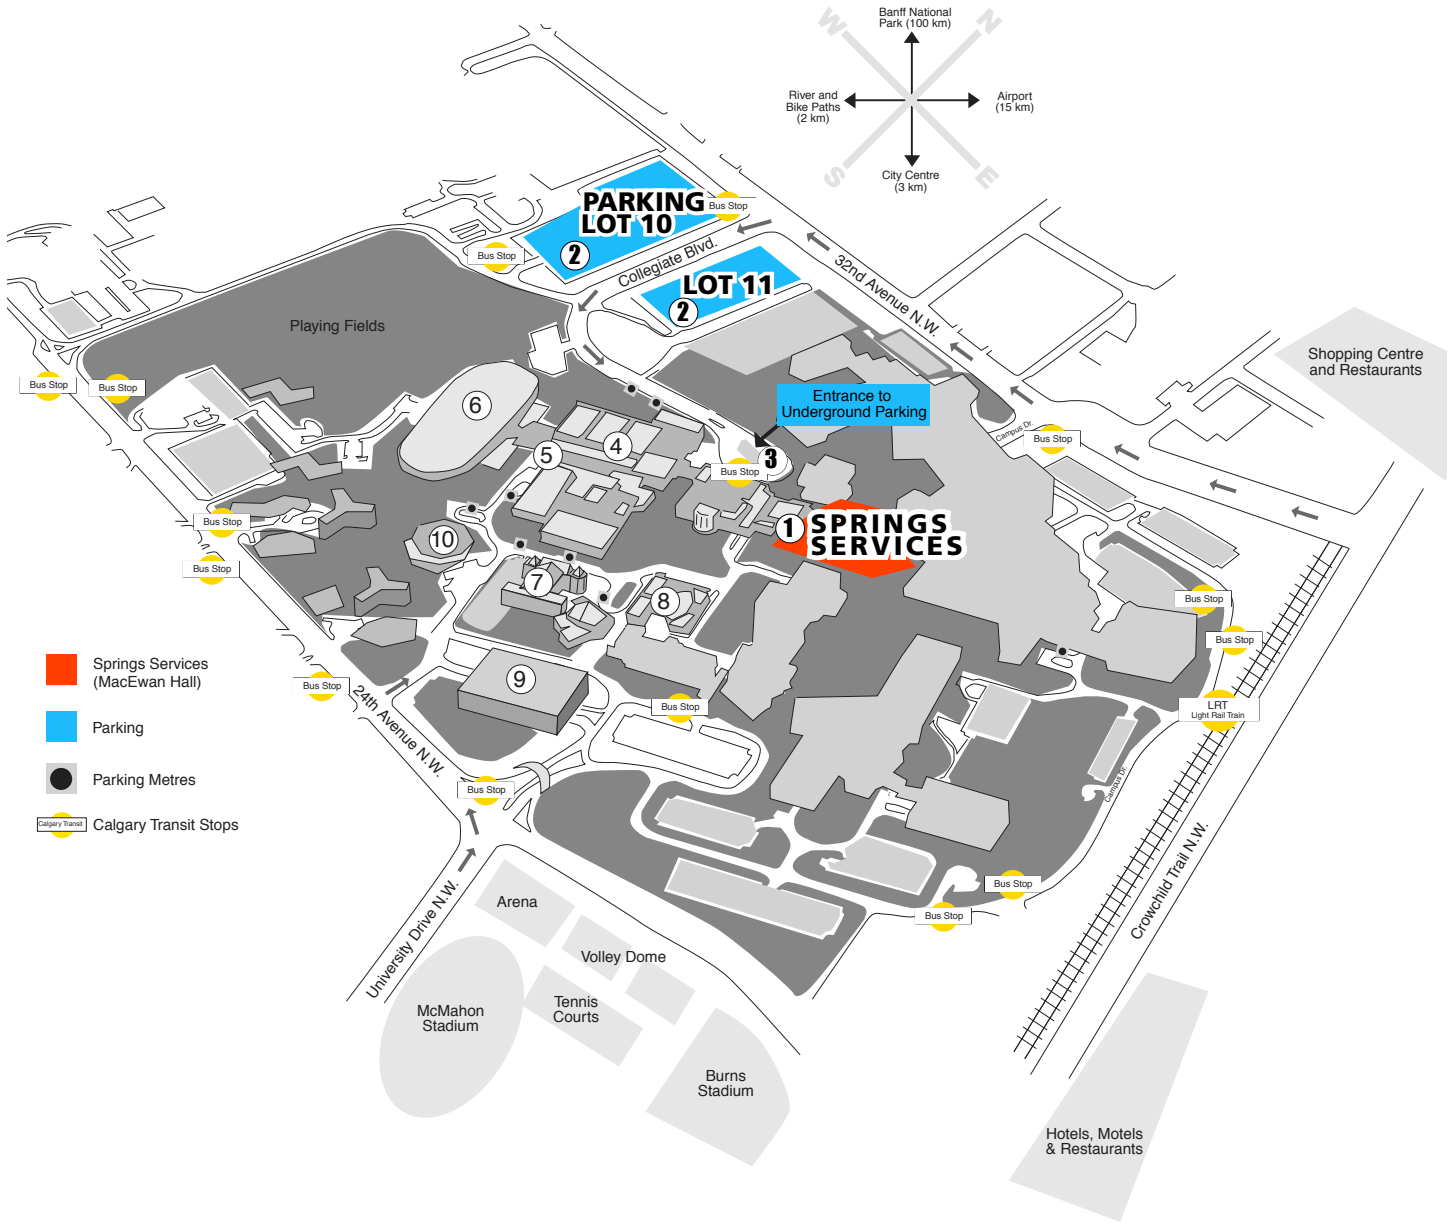 Banff National
Park (100 km)
W
N
River and
Bike Paths
(2 km)
Airport
(15 km)
S
E
City Centre
(3 km)
PARKING
LOT 10
2
Bus Stop
Bus Stop
Collegiate Blvd.
LOT 11
2
32nd Avenue N.W.
Playing Fields
Shopping Centre
and Restaurants
Bus Stop
Bus Stop
Entrance to
Underground Parking
6
4
5
3
Bus Stop
Campus Dr.
Bus Stop
Bus Stop
1
SPRINGS
SERVICES
10
Bus Stop
7
8
Bus Stop
Bus Stop
9
Bus Stop
24th Avenue N.W.
Bus Stop
LRT
Light Rail Train
Springs Services
(MacEwan Hall)
Parking
Parking Metres
Calgary Transit
Calgary Transit Stops
Bus Stop
Campus Dr.
University Drive N.W.
Crowchild Trail N.W.
Bus Stop
Bus Stop
Arena
Volley Dome
McMahon
Stadium
Tennis
Courts
Burns
Stadium
Hotels, Motels
& Restaurants